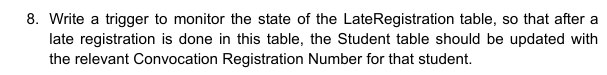 8. Write a trigger to monitor the state of the LateRegistration table, so that after a
late registration is done in this table, the Student table should be updated with
the relevant Convocation Registration Number for that student.